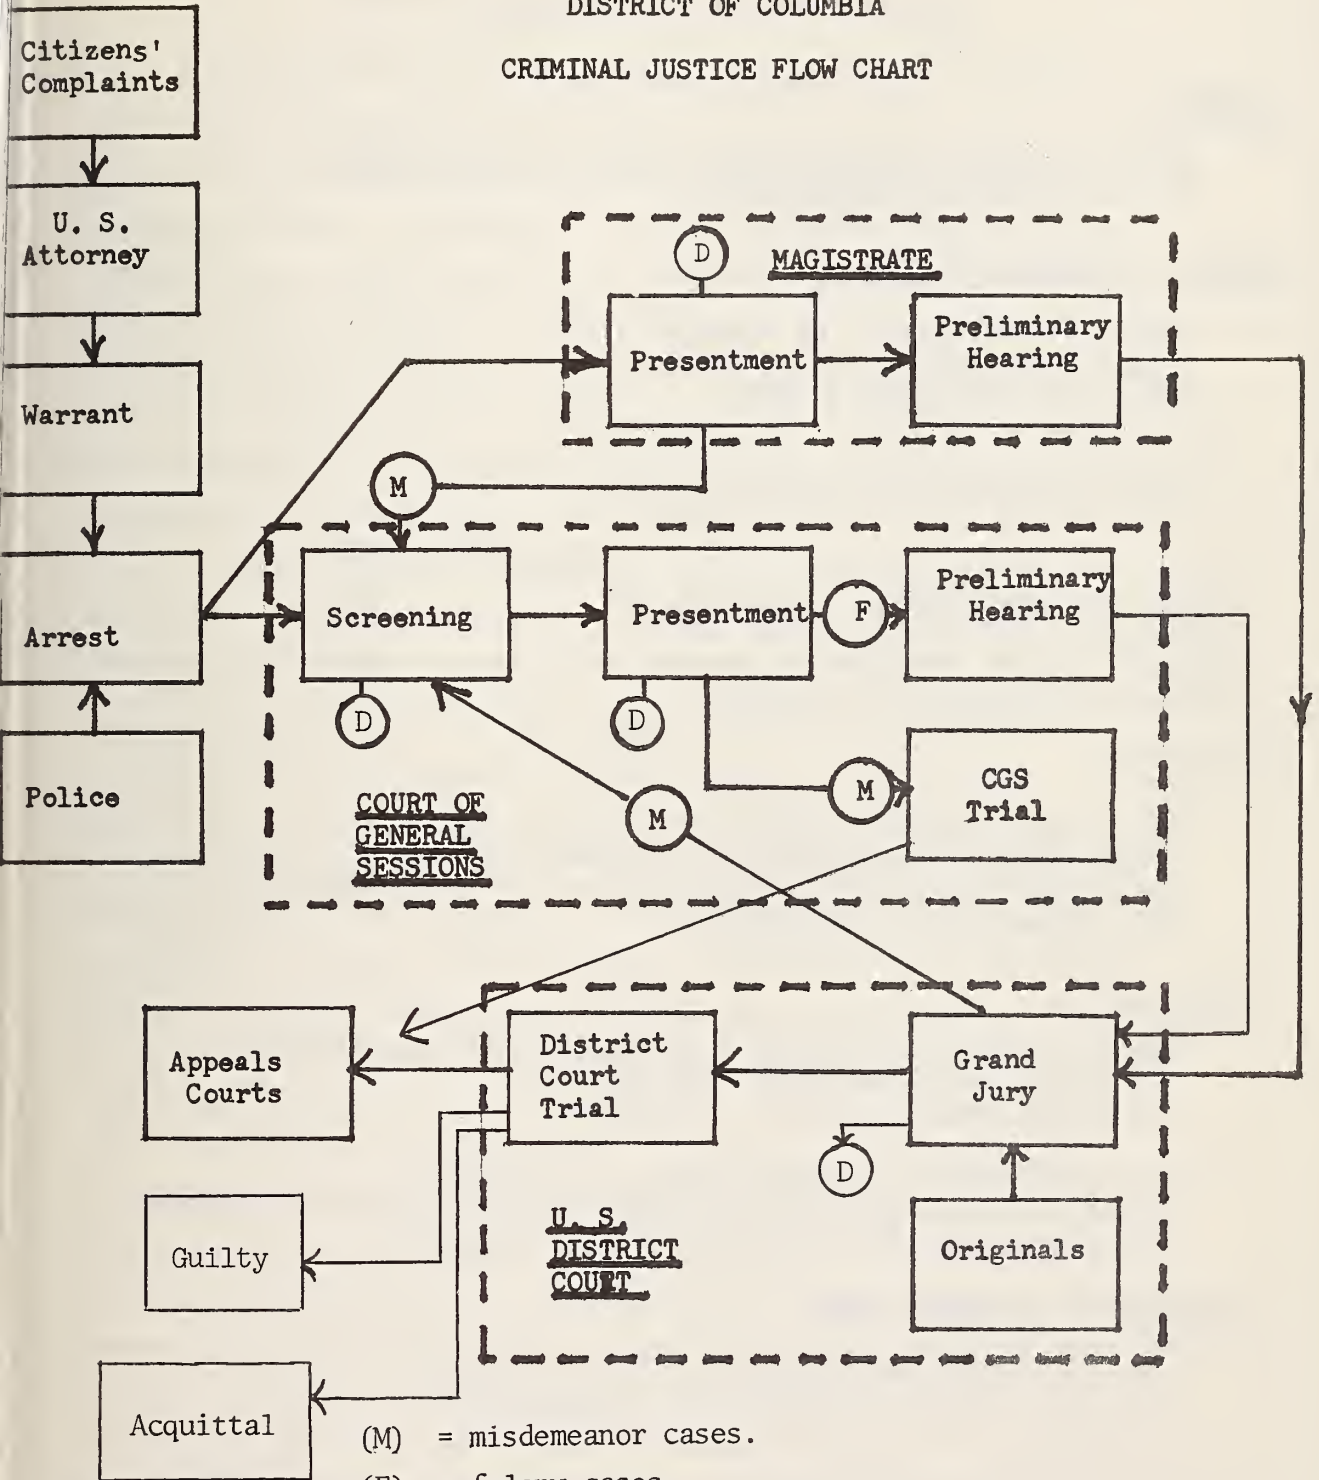 DISTRICT OF COLUMBIA
CRIMINAL JUSTICE FLOW CHART
Citizens'
Complaints
U. S.
Attorney
Warrant
Arrest
Police
D
MAGISTRATE
Presentment
Preliminary
Hearing
M
Screening
Presentment
F
Preliminary
Hearing
D
D
M
CGS
Trial
M
COURT OF
GENERAL
SESSIONS
Appeals
Courts
District
Court
Trial
Grand
Jury
D
Originals
U. S.
DISTRICT
COURT
Guilty
Acquittal
(M) = misdemeanor cases.
(F) = felony cases.